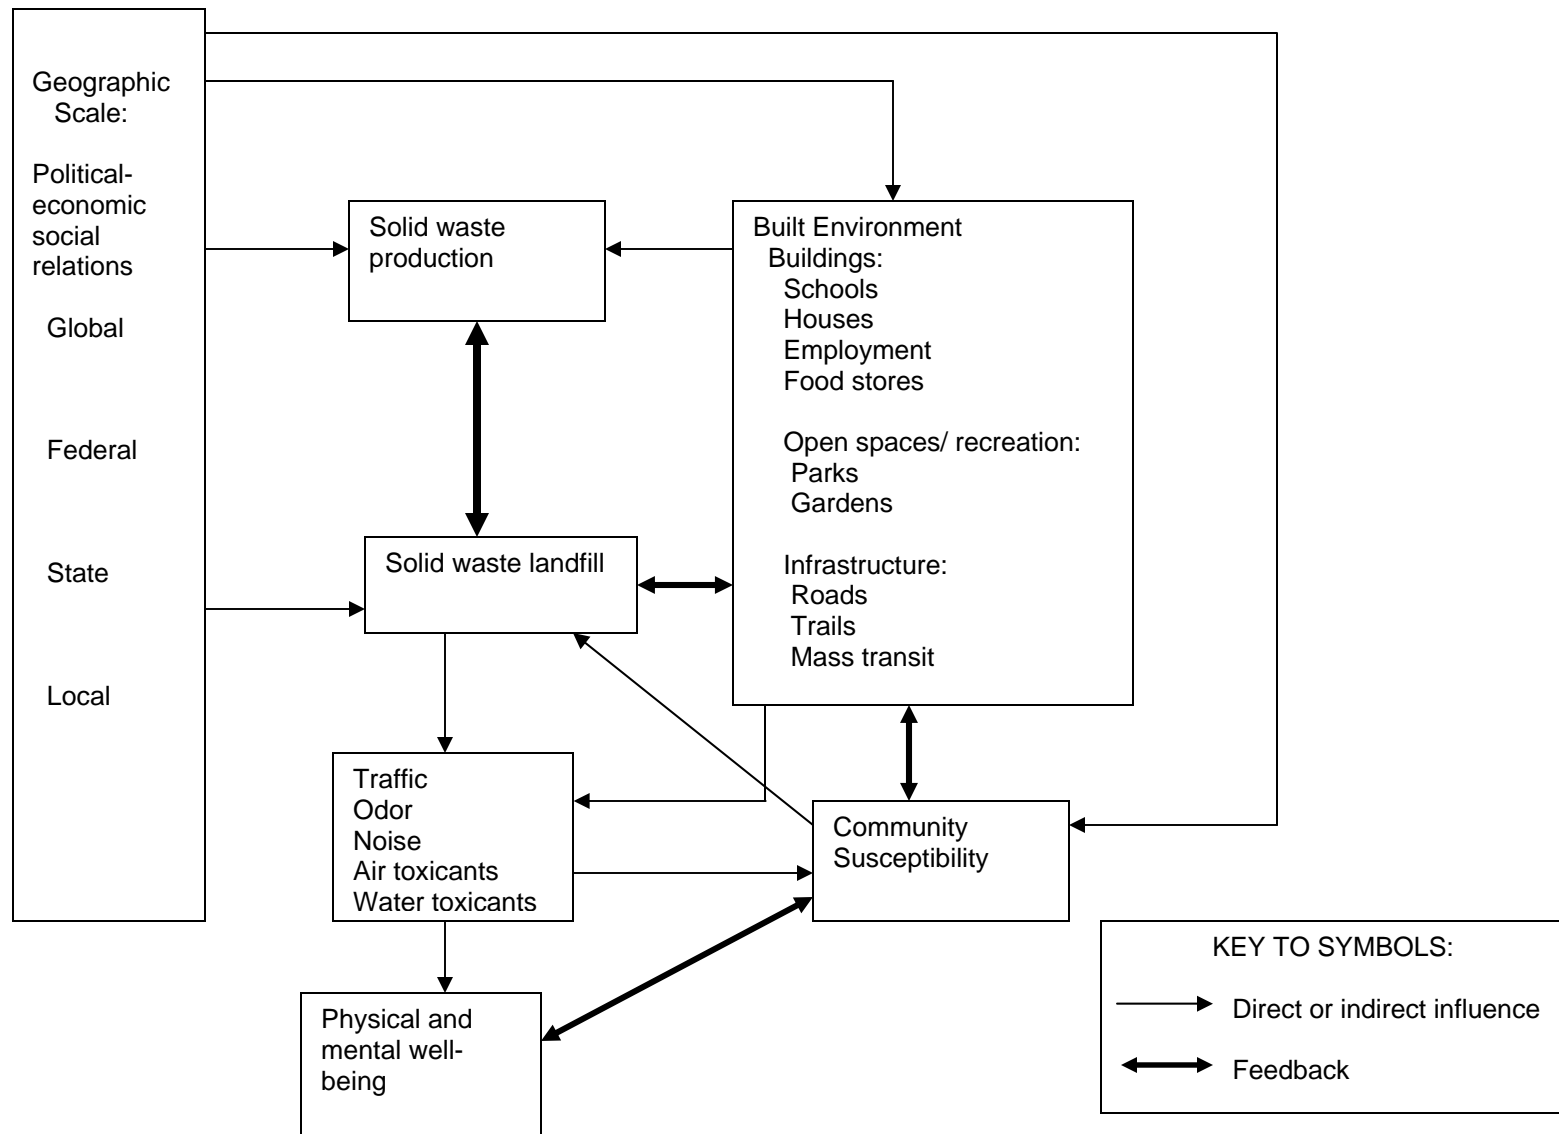 Geographic
Scale:
Political-
economic
social
relations
Global
Federal
State
Local
Solid waste
production
Solid waste landfill
Traffic
Odor
Noise
Air toxicants
Water toxicants
Physical and
mental well-
being
Built Environment
Buildings:
Schools
Houses
Employment
Food stores
Open spaces/ recreation:
Parks
Gardens
Infrastructure:
Roads
Trails
Mass transit
Community
Susceptibility
KEY TO SYMBOLS:
Direct or indirect influence
Feedback